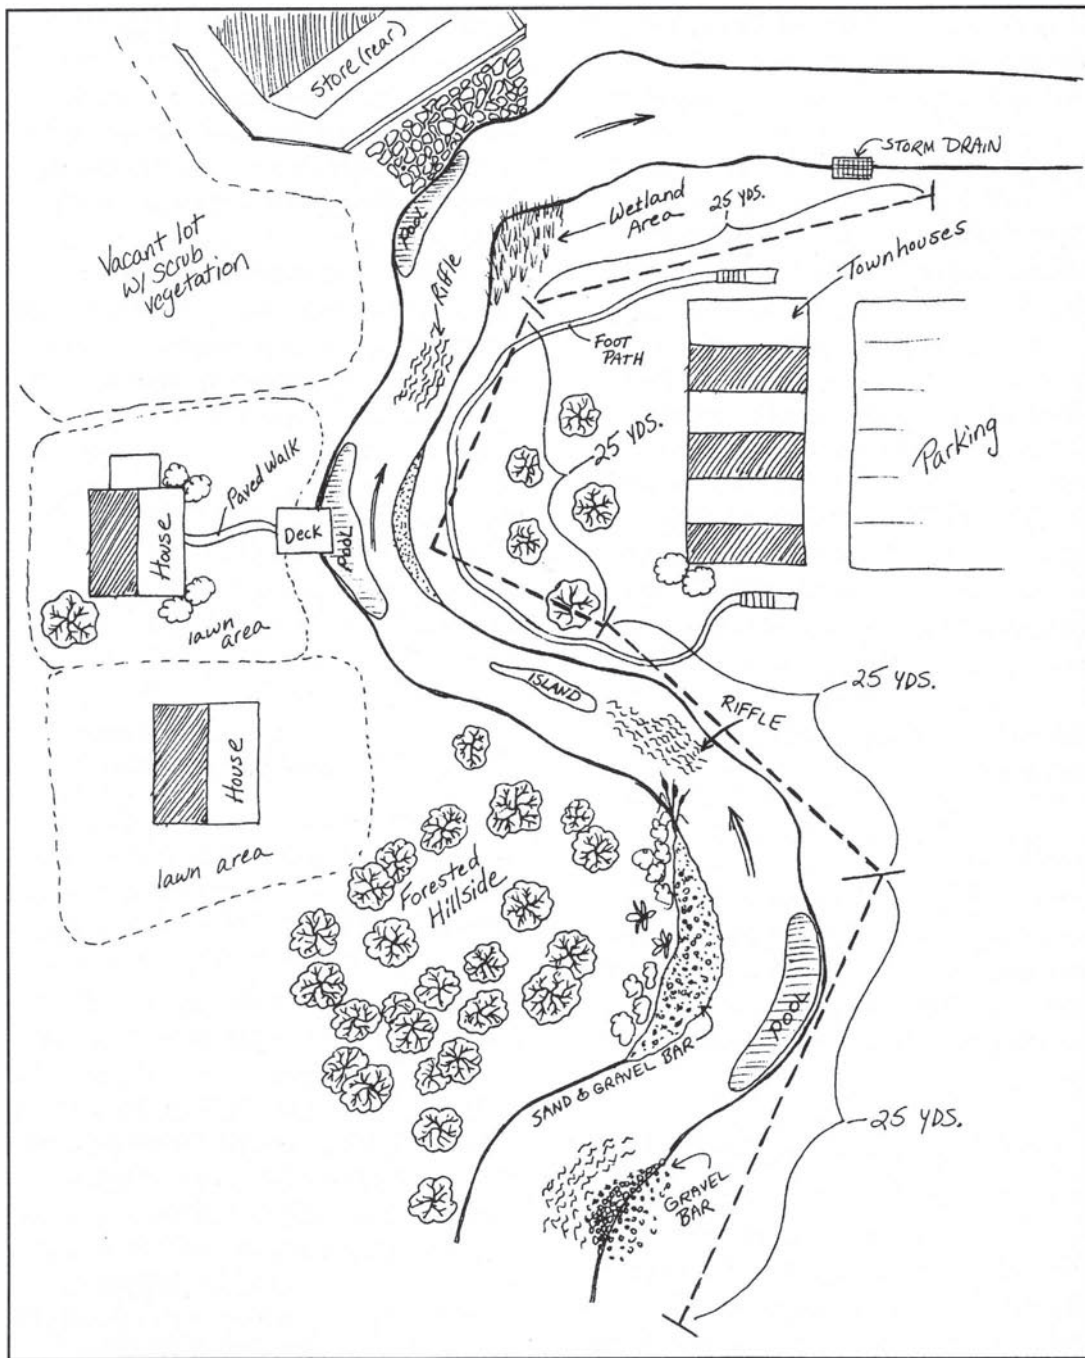 Store (rear)
STORM DRAIN
Wetland
Area
25 YDS.
Pool
Vacant lot
w/ Scrub
vegetation
Riffle
Townhouses
FOOT
PATH
25 YDS.
Parking
Paved Walk
House
Deck
Pool
lawn
area
ISLAND
25 YDS.
RIFFLE
House
lawn area
Forested
Hillside
Pool
SAND & GRAVEL BAR
25 YDS.
GRAVEL
BAR